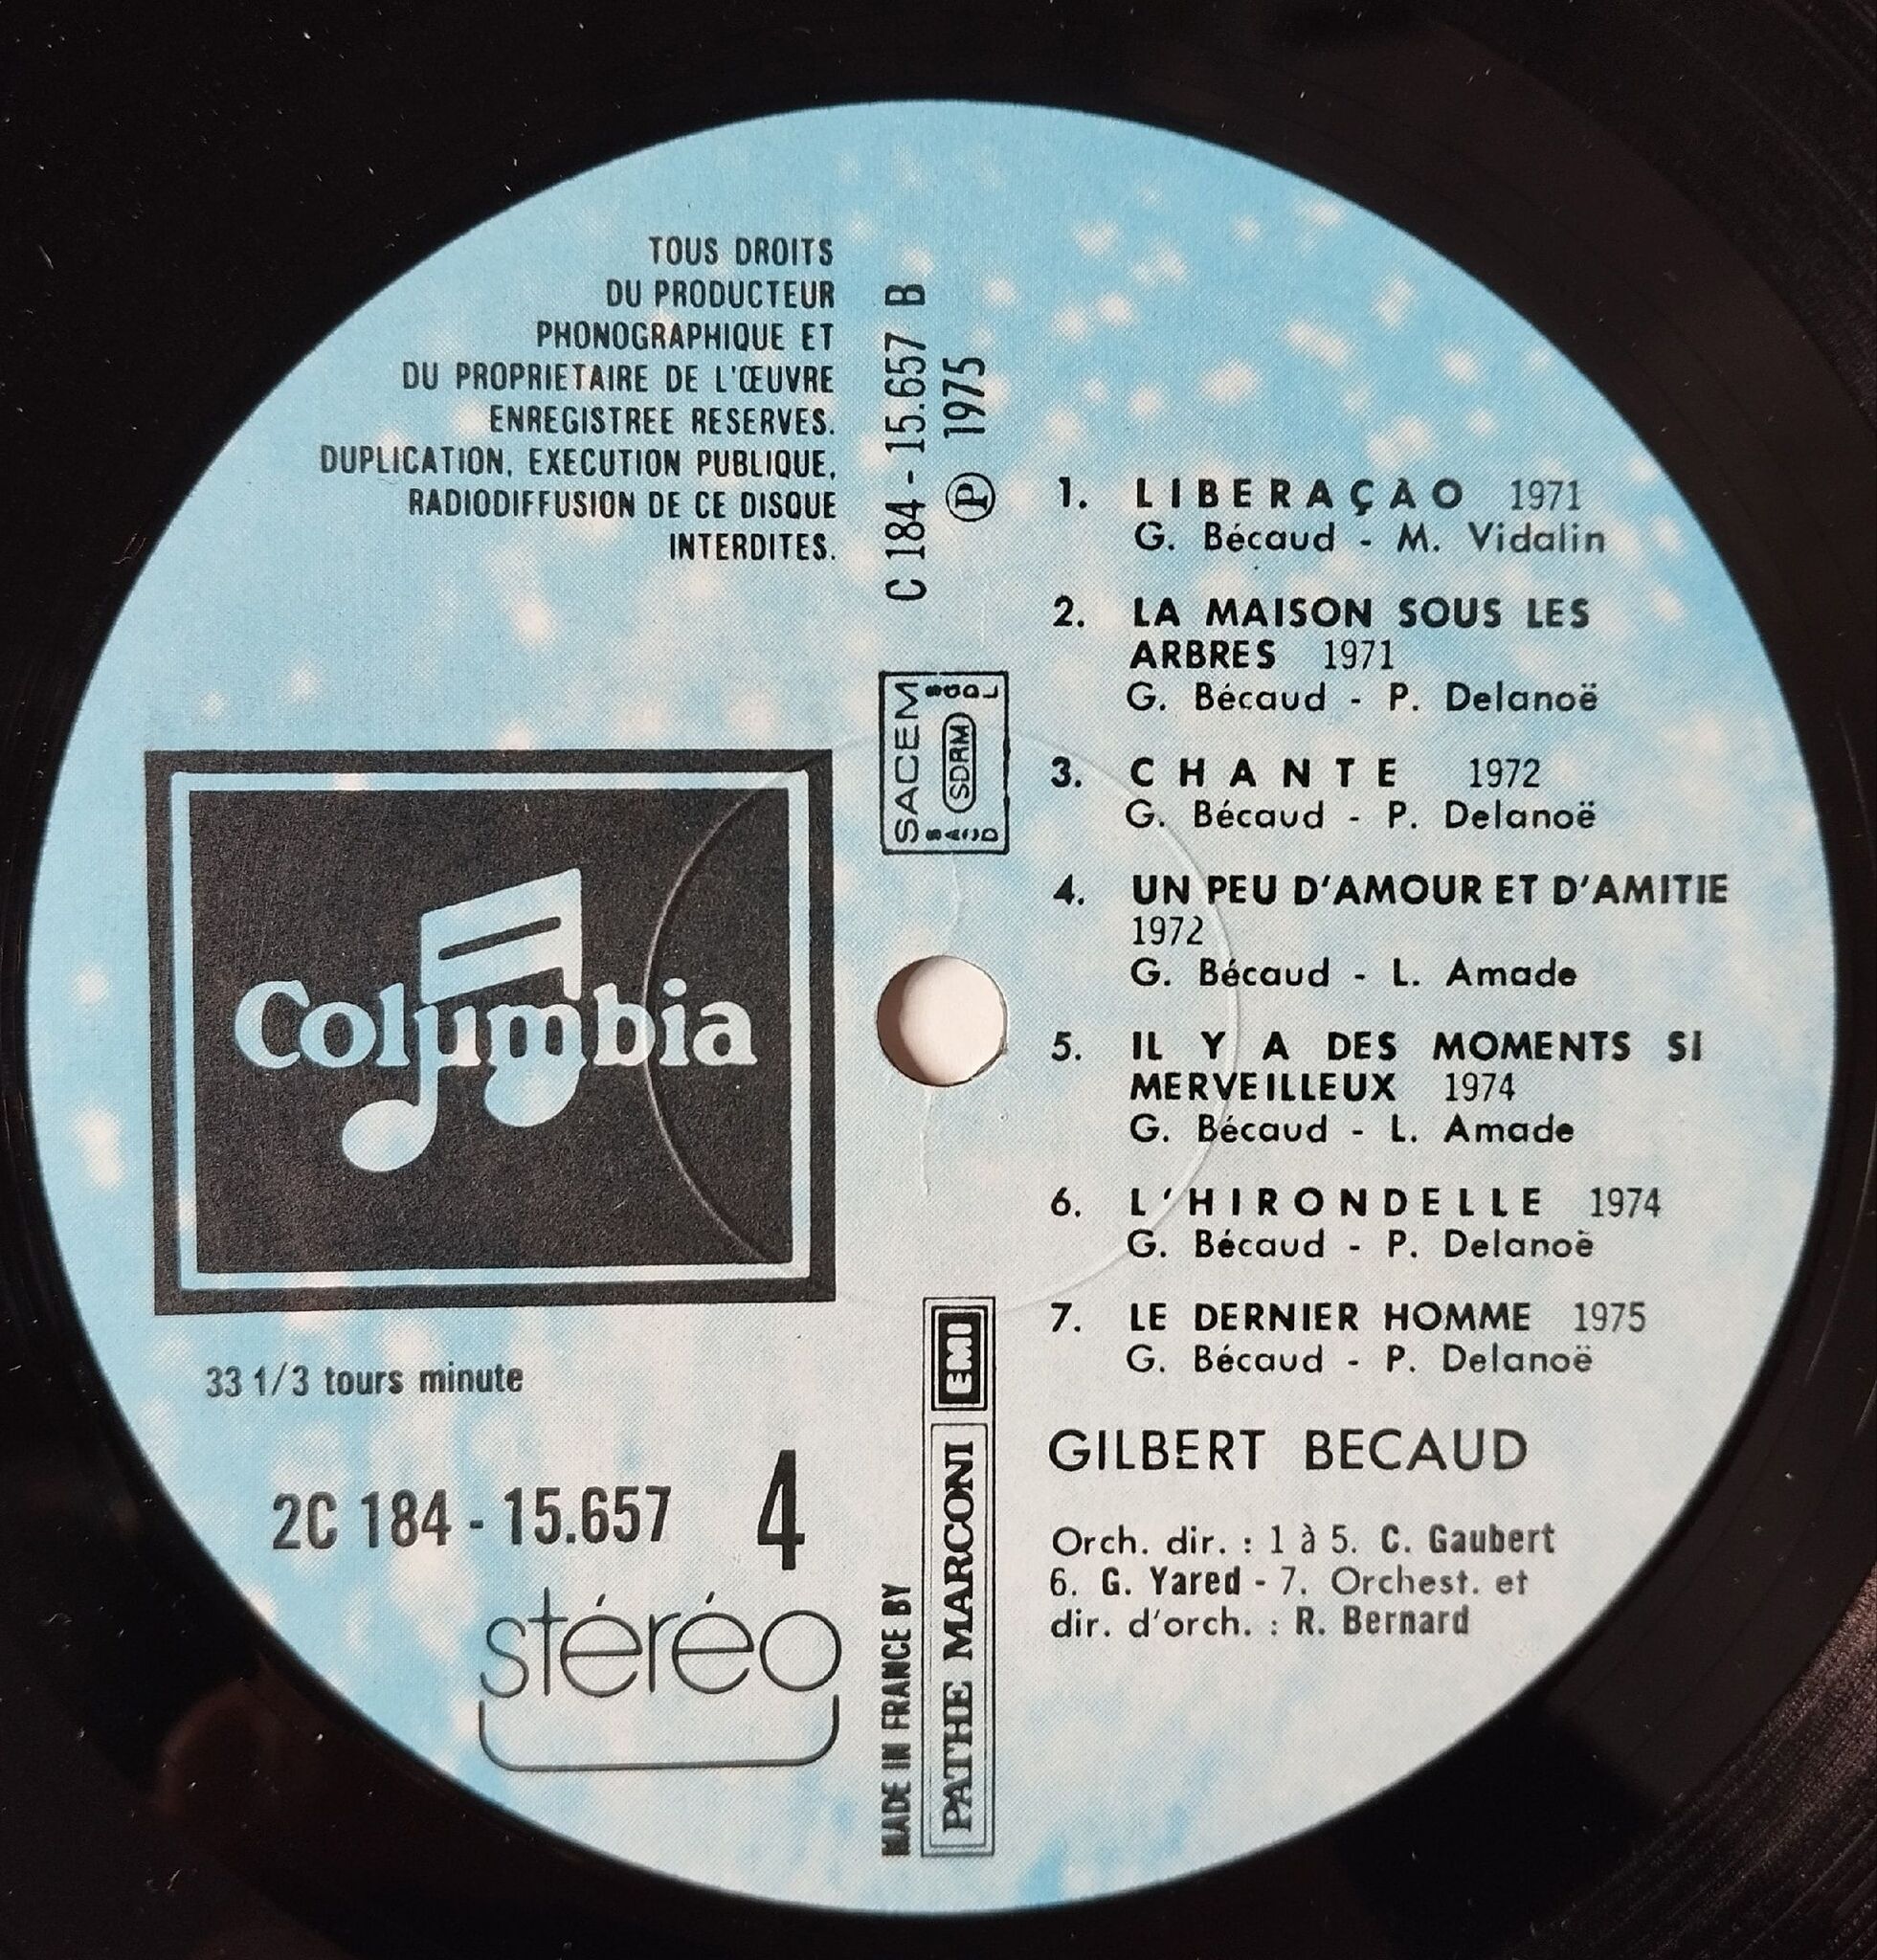 TOUS DROITS
DU PRODUCTEUR
PHONOGRAPHIQUE ET
DU PROPRIETAIRE DE L'ŒUVRE
ENREGISTREE RESERVES.
DUPLICATION, EXECUTION PUBLIQUE,
RADIODIFFUSION DE CE DISQUE
INTERDITES.
C 184 - 15.657 B
Ⓟ 1975
SACEM
SACD SDRM SGDL
Columbia
33 1/3 tours minute
2C 184 - 15.657 4
stéréo
MADE IN FRANCE BY
PATHE MARCONI EMI
1. LIBERAÇÀO 1971
G. Bécaud - M. Vidalin
2. LA MAISON SOUS LES
ARBRES 1971
G. Bécaud - P. Delanoë
3. CHANTE 1972
G. Bécaud - P. Delanoë
4. UN PEU D'AMOUR ET D'AMITIE
1972
G. Bécaud - L. Amade
5. IL Y A DES MOMENTS SI
MERVEILLEUX 1974
G. Bécaud - L. Amade
6. L'HIRONDELLE 1974
G. Bécaud - P. Delanoë
7. LE DERNIER HOMME 1975
G. Bécaud - P. Delanoë
GILBERT BECAUD
Orch. dir. : 1 à 5. C. Gaubert
6. G. Yared - 7. Orchest. et
dir. d'orch. : R. Bernard